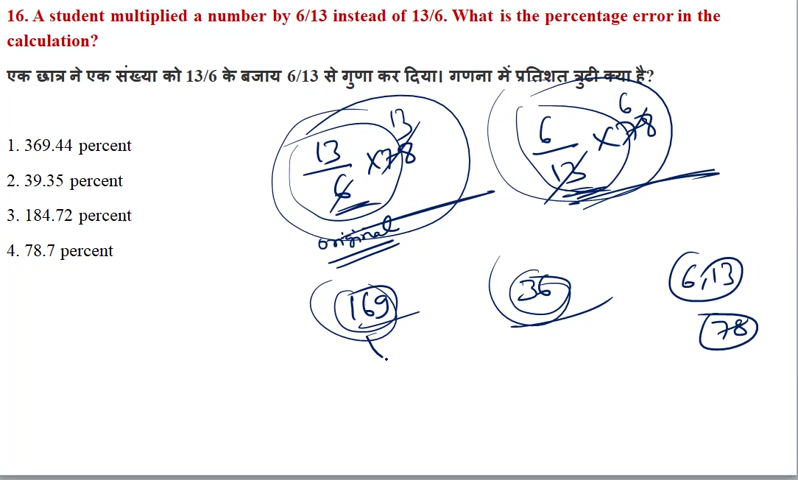 16. A student multiplied a number by 6/13 instead of 13/6. What is the percentage error in the
calculation?
एक छात्र ने एक संख्या को 13/6 के बजाय 6/13 से गुणा कर दिया। गणना में प्रतिशत त्रुटी क्या है?
1. 369.44 percent
2. 39.35 percent
3. 184.72 percent
4. 78.7 percent
13
13/6 × 78
original
6
6/13 × 78
169
36
6,13
78